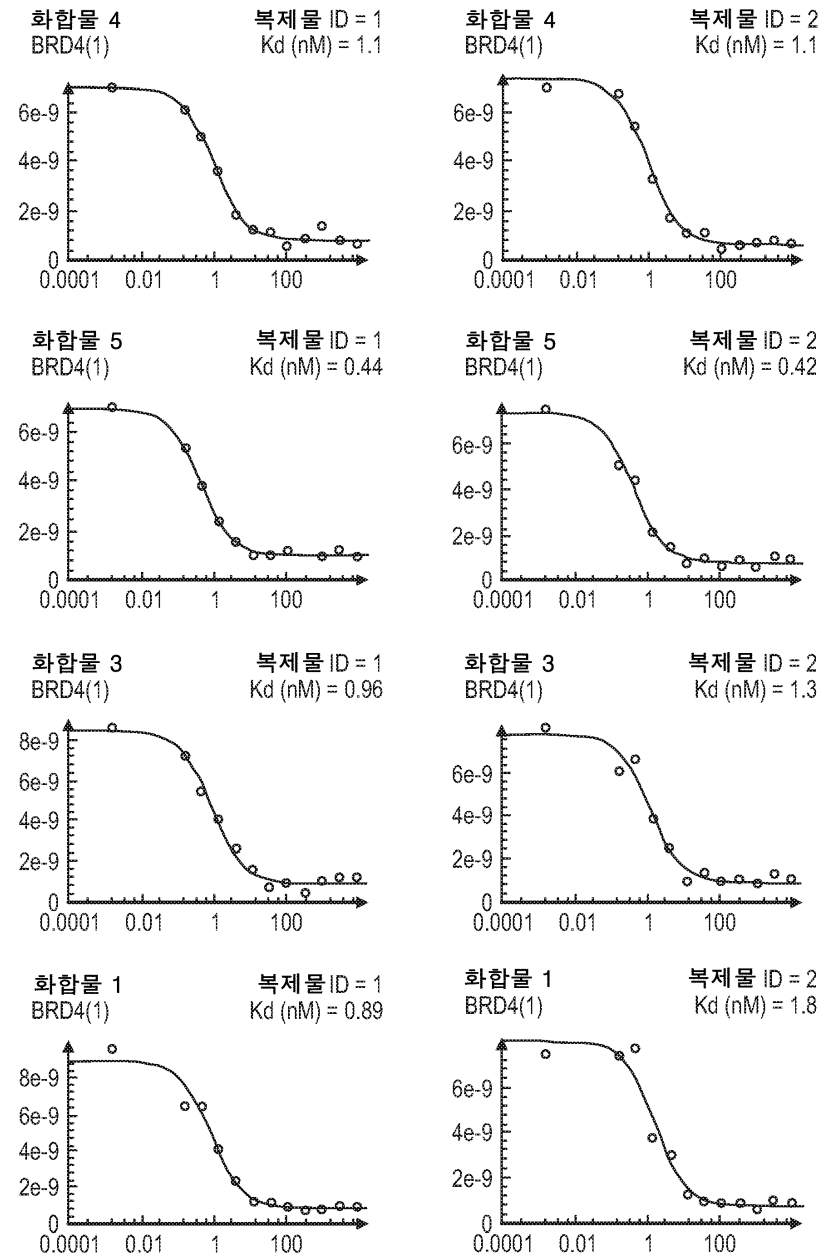 화합물 4 복제물 ID = 1
BRD4(1) Kd (nM) = 1.1
6e-9
4e-9
2e-9
0
0.0001 0.01 1 100
화합물 4 복제물 ID = 2
BRD4(1) Kd (nM) = 1.1
6e-9
4e-9
2e-9
0
0.0001 0.01 1 100
화합물 5 복제물 ID = 1
BRD4(1) Kd (nM) = 0.44
6e-9
4e-9
2e-9
0
0.0001 0.01 1 100
화합물 5 복제물 ID = 2
BRD4(1) Kd (nM) = 0.42
6e-9
4e-9
2e-9
0
0.0001 0.01 1 100
화합물 3 복제물 ID = 1
BRD4(1) Kd (nM) = 0.96
8e-9
6e-9
4e-9
2e-9
0
0.0001 0.01 1 100
화합물 3 복제물 ID = 2
BRD4(1) Kd (nM) = 1.3
6e-9
4e-9
2e-9
0
0.0001 0.01 1 100
화합물 1 복제물 ID = 1
BRD4(1) Kd (nM) = 0.89
8e-9
6e-9
4e-9
2e-9
0
0.0001 0.01 1 100
화합물 1 복제물 ID = 2
BRD4(1) Kd (nM) = 1.8
6e-9
4e-9
2e-9
0
0.0001 0.01 1 100